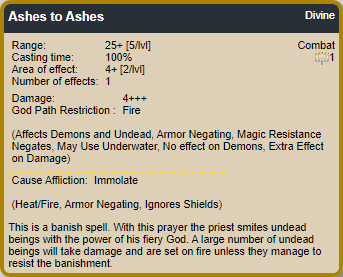 Ashes to Ashes Divine
Range: 25+ [5/lvl] Combat
Casting time: 100% 1
Area of effect: 4+ [2/lvl]
Number of effects: 1
Damage: 4+++
God Path Restriction : Fire
(Affects Demons and Undead, Armor Negating, Magic Resistance
Negates, May Use Underwater, No effect on Demons, Extra Effect
on Damage)
Cause Affliction: Immolate
(Heat/Fire, Armor Negating, Ignores Shields)
This is a banish spell. With this prayer the priest smites undead
beings with the power of his fiery God. A large number of undead
beings will take damage and are set on fire unless they manage to
resist the banishment.